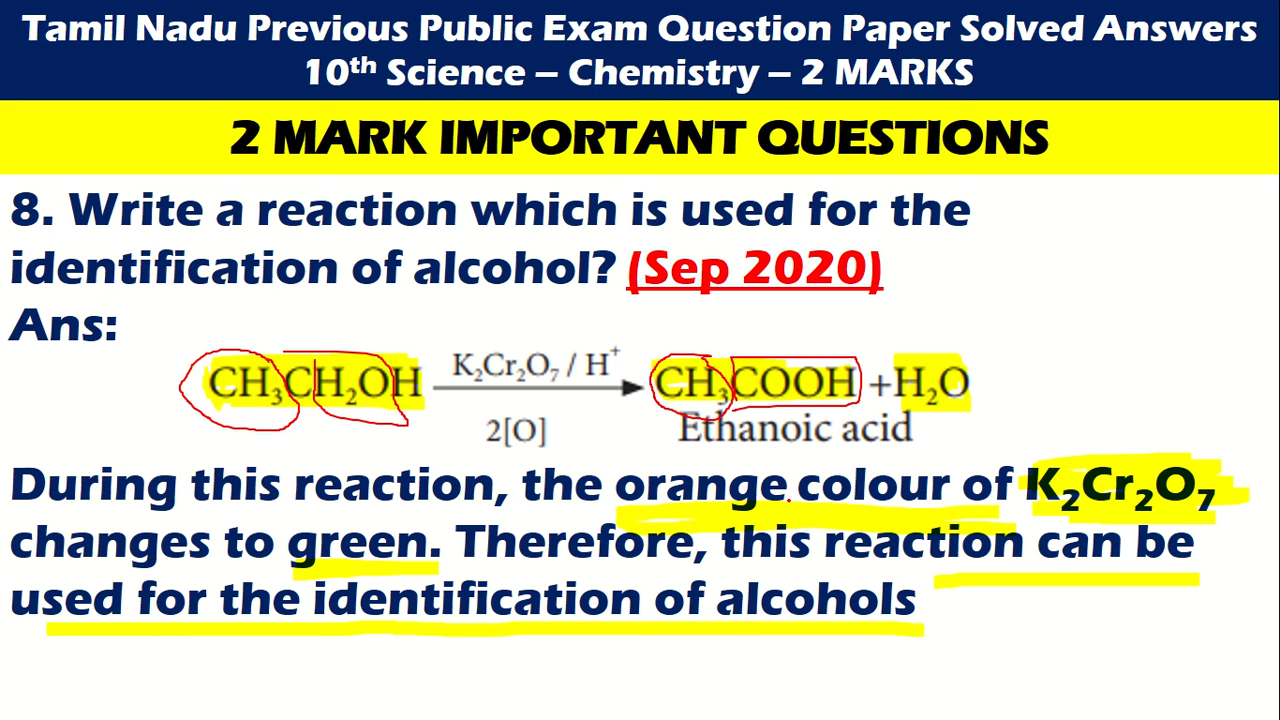 Tamil Nadu Previous Public Exam Question Paper Solved Answers
10th Science – Chemistry – 2 MARKS
2 MARK IMPORTANT QUESTIONS
8. Write a reaction which is used for the
identification of alcohol? (Sep 2020)
Ans:
K₂Cr₂O₇ / H⁺
CH₃CH₂OH ⟶ CH₃COOH + H₂O
2[O] Ethanoic acid
During this reaction, the orange colour of K₂Cr₂O₇
changes to green. Therefore, this reaction can be
used for the identification of alcohols